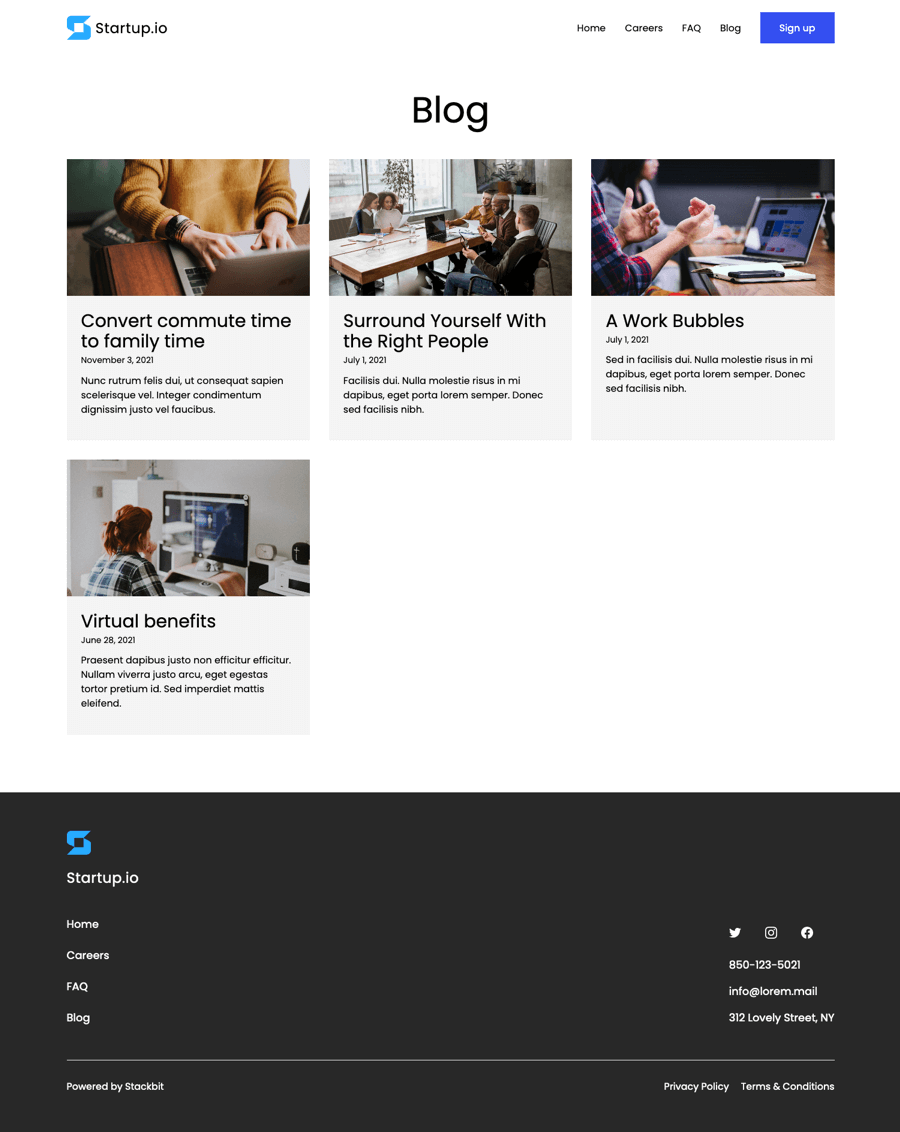 Startup.io
Home
Careers
FAQ
Blog
Sign up
Blog
Convert commute time
to family time
November 3, 2021
Nunc rutrum felis dui, ut consequat sapien
scelerisque vel. Integer condimentum
dignissim justo vel faucibus.
Surround Yourself With
the Right People
July 1, 2021
Facilisis dui. Nulla molestie risus in mi
dapibus, eget porta lorem semper. Donec
sed facilisis nibh.
A Work Bubbles
July 1, 2021
Sed in facilisis dui. Nulla molestie risus in mi
dapibus, eget porta lorem semper. Donec
sed facilisis nibh.
Virtual benefits
June 28, 2021
Praesent dapibus justo non efficitur efficitur.
Nullam viverra justo arcu, eget egestas
tortor pretium id. Sed imperdiet mattis
eleifend.
Startup.io
Home
Careers
FAQ
Blog
850-123-5021
info@lorem.mail
312 Lovely Street, NY
Powered by Stackbit
Privacy Policy
Terms & Conditions